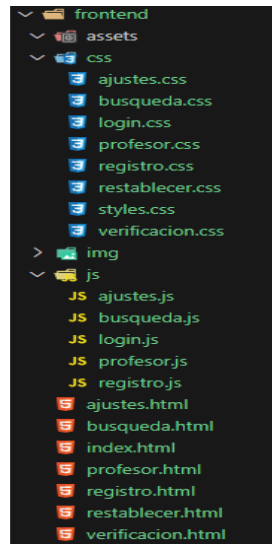 frontend
assets
css
ajustes.css
busqueda.css
login.css
profesor.css
registro.css
restablecer.css
styles.css
verificacion.css
img
js
JS ajustes.js
JS busqueda.js
JS login.js
JS profesor.js
JS registro.js
ajustes.html
busqueda.html
index.html
profesor.html
registro.html
restablecer.html
verificacion.html